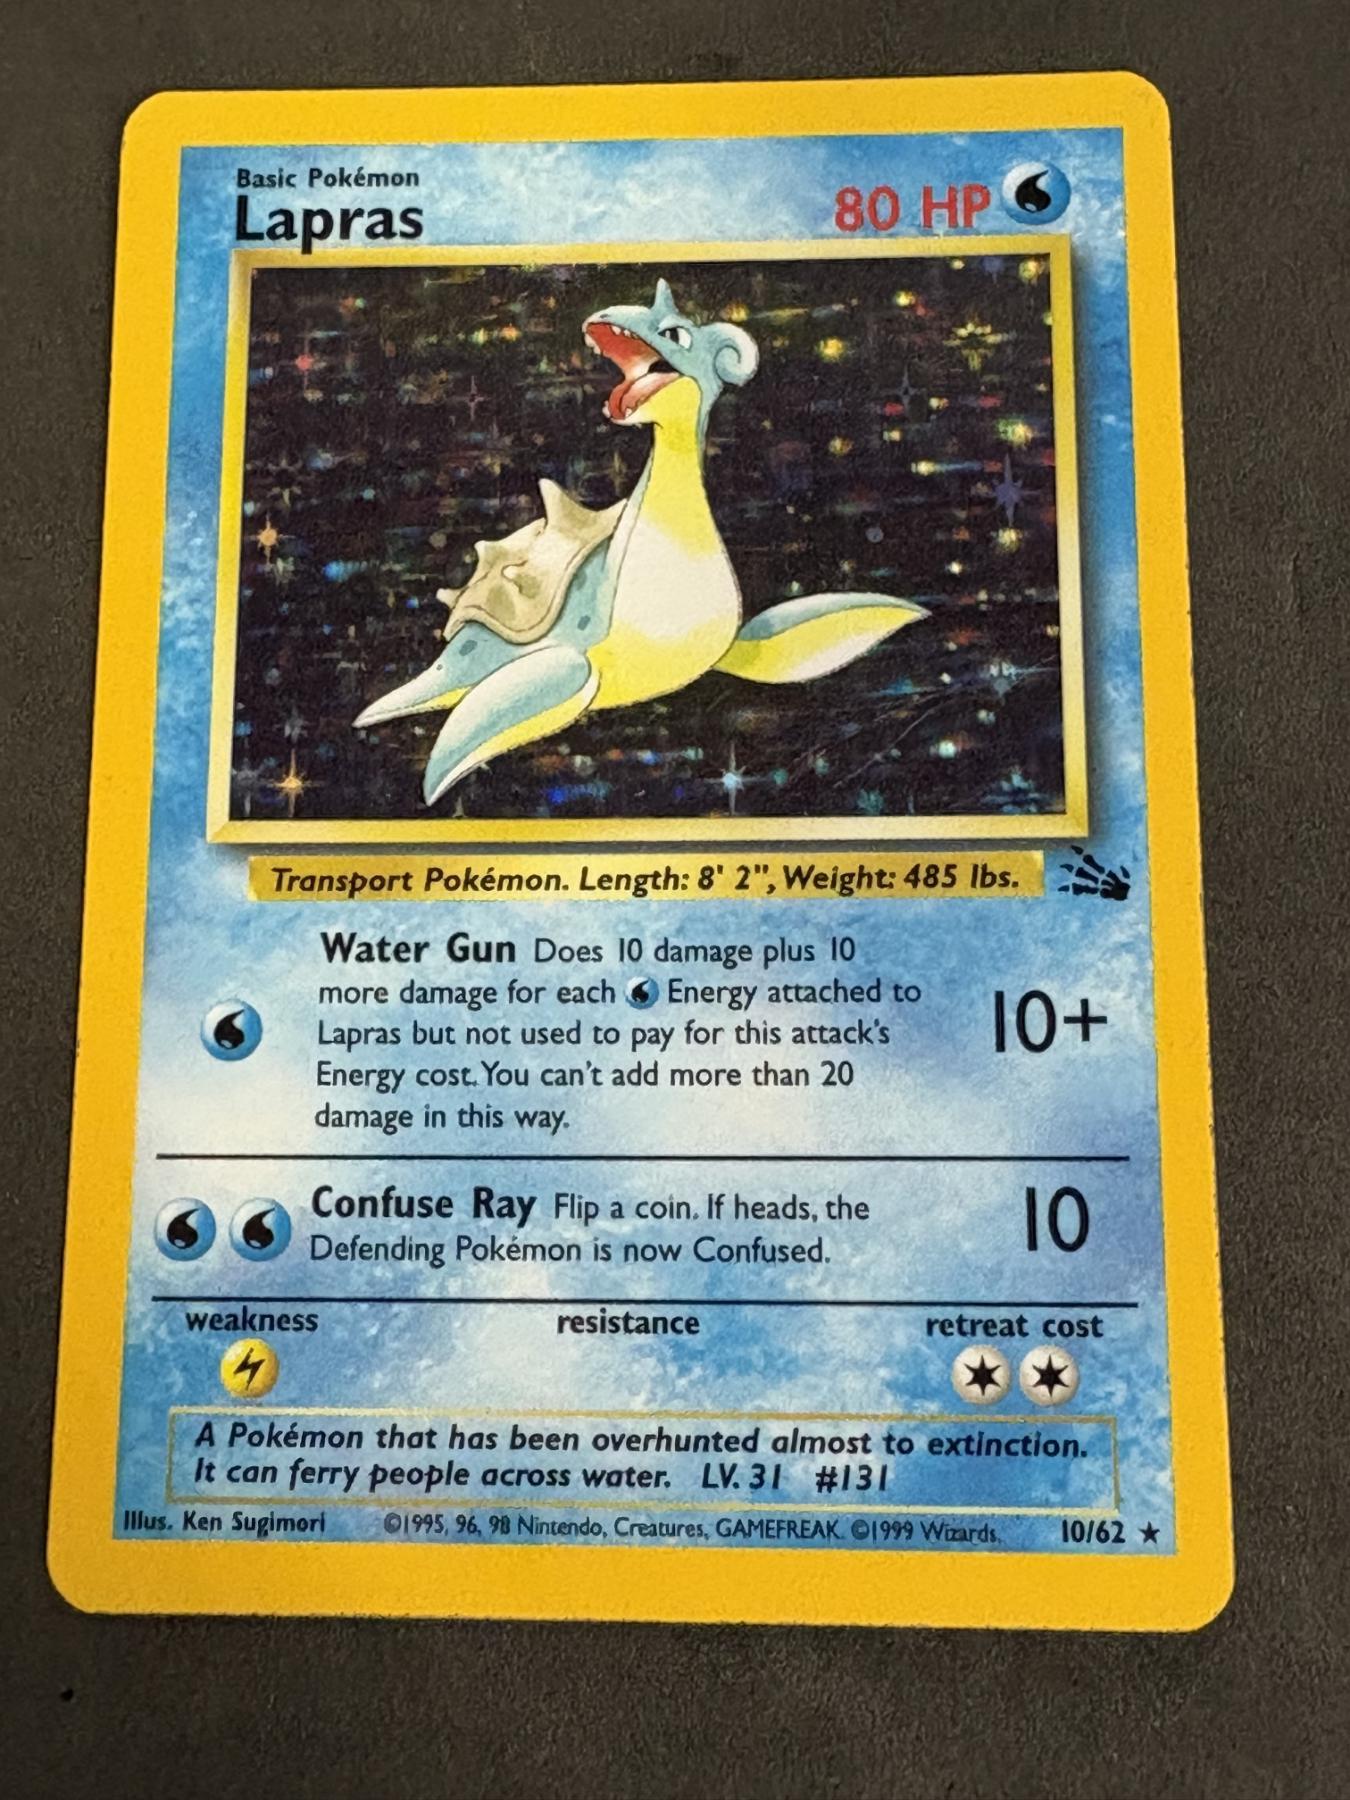 Basic Pokémon
Lapras
80 HP
Transport Pokémon. Length: 8' 2", Weight: 485 lbs.
Water Gun Does 10 damage plus 10
more damage for each Energy attached to
Lapras but not used to pay for this attack's
Energy cost. You can't add more than 20
damage in this way.
10+
Confuse Ray Flip a coin. If heads, the
Defending Pokémon is now Confused.
10
weakness
resistance
retreat cost
A Pokémon that has been overhunted almost to extinction.
It can ferry people across water. LV. 31 #131
Illus. Ken Sugimori ©1995, 96, 98 Nintendo, Creatures, GAMEFREAK. ©1999 Wizards. 10/62 ★